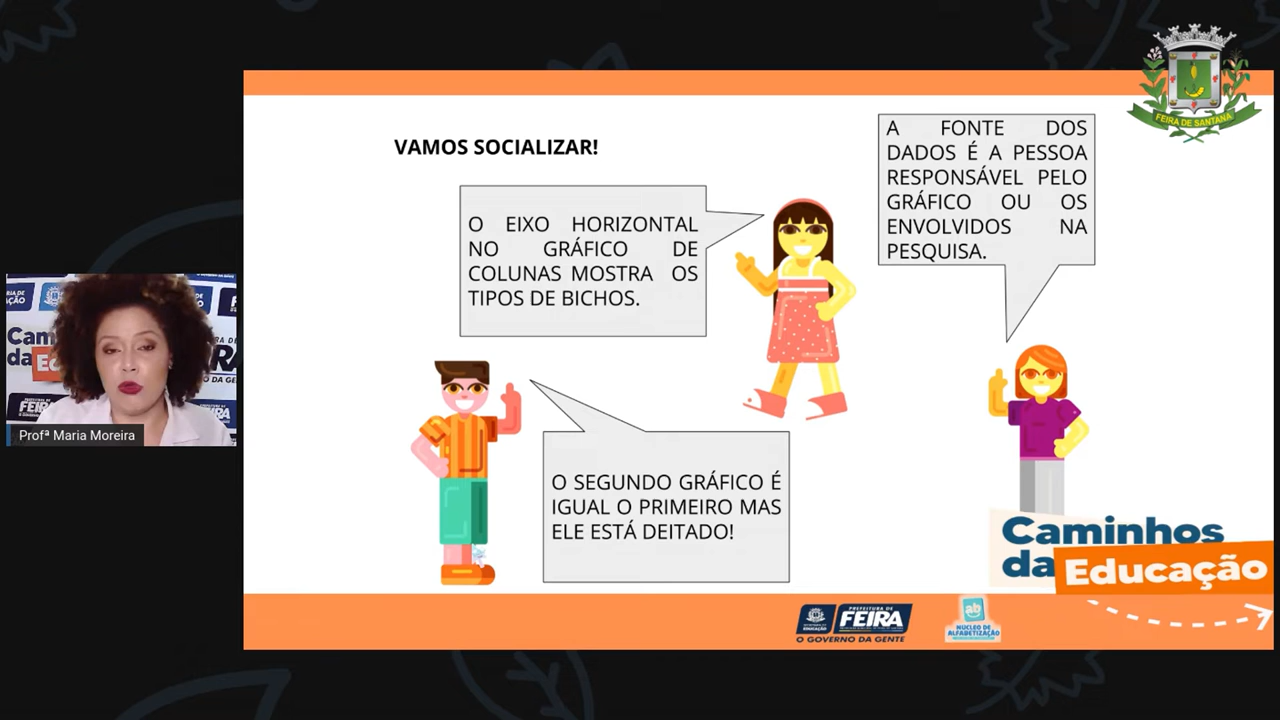 FEIRA DE SANTANA
VAMOS SOCIALIZAR!
A FONTE DOS
DADOS É A PESSOA
RESPONSÁVEL PELO
GRÁFICO OU OS
ENVOLVIDOS NA
PESQUISA.
O EIXO HORIZONTAL
NO GRÁFICO DE
COLUNAS MOSTRA OS
TIPOS DE BICHOS.
O SEGUNDO GRÁFICO É
IGUAL O PRIMEIRO MAS
ELE ESTÁ DEITADO!
Profª Maria Moreira
Caminhos
da Educação
PREFEITURA DE
FEIRA
EDUCAÇÃO
O GOVERNO DA GENTE
ab
NÚCLEO DE
ALFABETIZAÇÃO